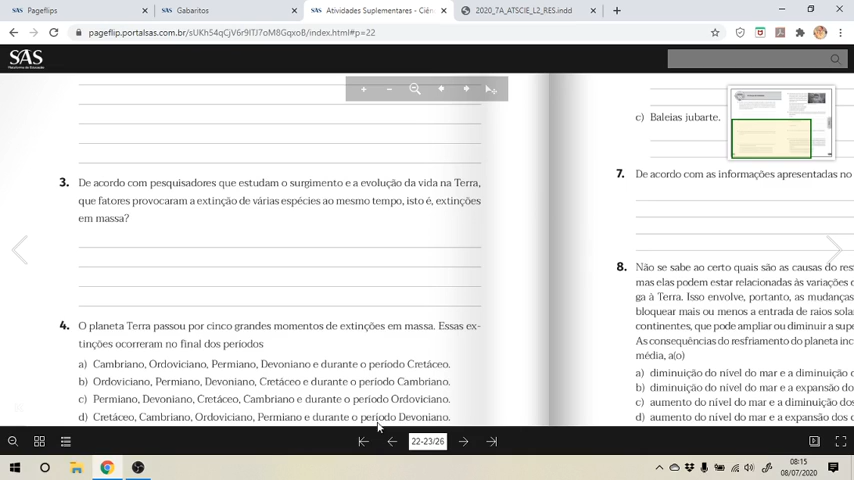 Pageflips
Gabaritos
Atividades Suplementares - Ciên
2020_7A_ATSCIE_L2_RES.indd
pageflip.portalsas.com.br/sUKh54qCjV6r9ITJ7oM8GqxoB/index.html#p=22
SAS
c) Baleias jubarte.
3. De acordo com pesquisadores que estudam o surgimento e a evolução da vida na Terra,
que fatores provocaram a extinção de várias espécies ao mesmo tempo, isto é, extinções
em massa?
4. O planeta Terra passou por cinco grandes momentos de extinções em massa. Essas ex-
tinções ocorreram no final dos períodos
a) Cambriano, Ordoviciano, Permiano, Devoniano e durante o período Cretáceo.
b) Ordoviciano, Permiano, Devoniano, Cretáceo e durante o período Cambriano.
c) Permiano, Devoniano, Cretáceo, Cambriano e durante o período Ordoviciano.
d) Cretáceo, Cambriano, Ordoviciano, Permiano e durante o período Devoniano.
7. De acordo com as informações apresentadas no
8. Não se sabe ao certo quais são as causas do res
mas elas podem estar relacionadas às variações d
ga à Terra. Isso envolve, portanto, as mudanças
bloquear mais ou menos a entrada de raios sola
continentes, que pode ampliar ou diminuir a supe
As consequências do resfriamento do planeta inc
média, a(o)
a) diminuição do nível do mar e a diminuição d
b) diminuição do nível do mar e a expansão do
c) aumento do nível do mar e a diminuição dos
d) aumento do nível do mar e a expansão dos c
22-23/26
08:15
08/07/2020